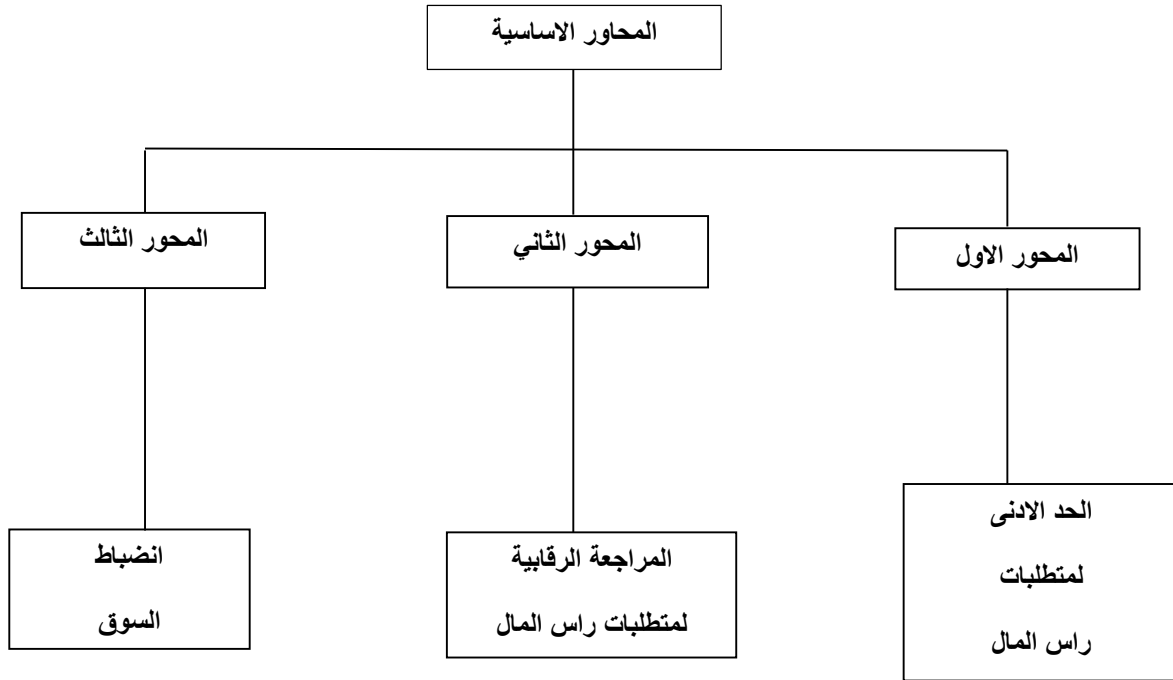 المحاور الاساسية
المحور الاول
المحور الثاني
المحور الثالث
الحد الادنى
لمتطلبات
راس المال
المراجعة الرقابية
لمتطلبات راس المال
انضباط
السوق